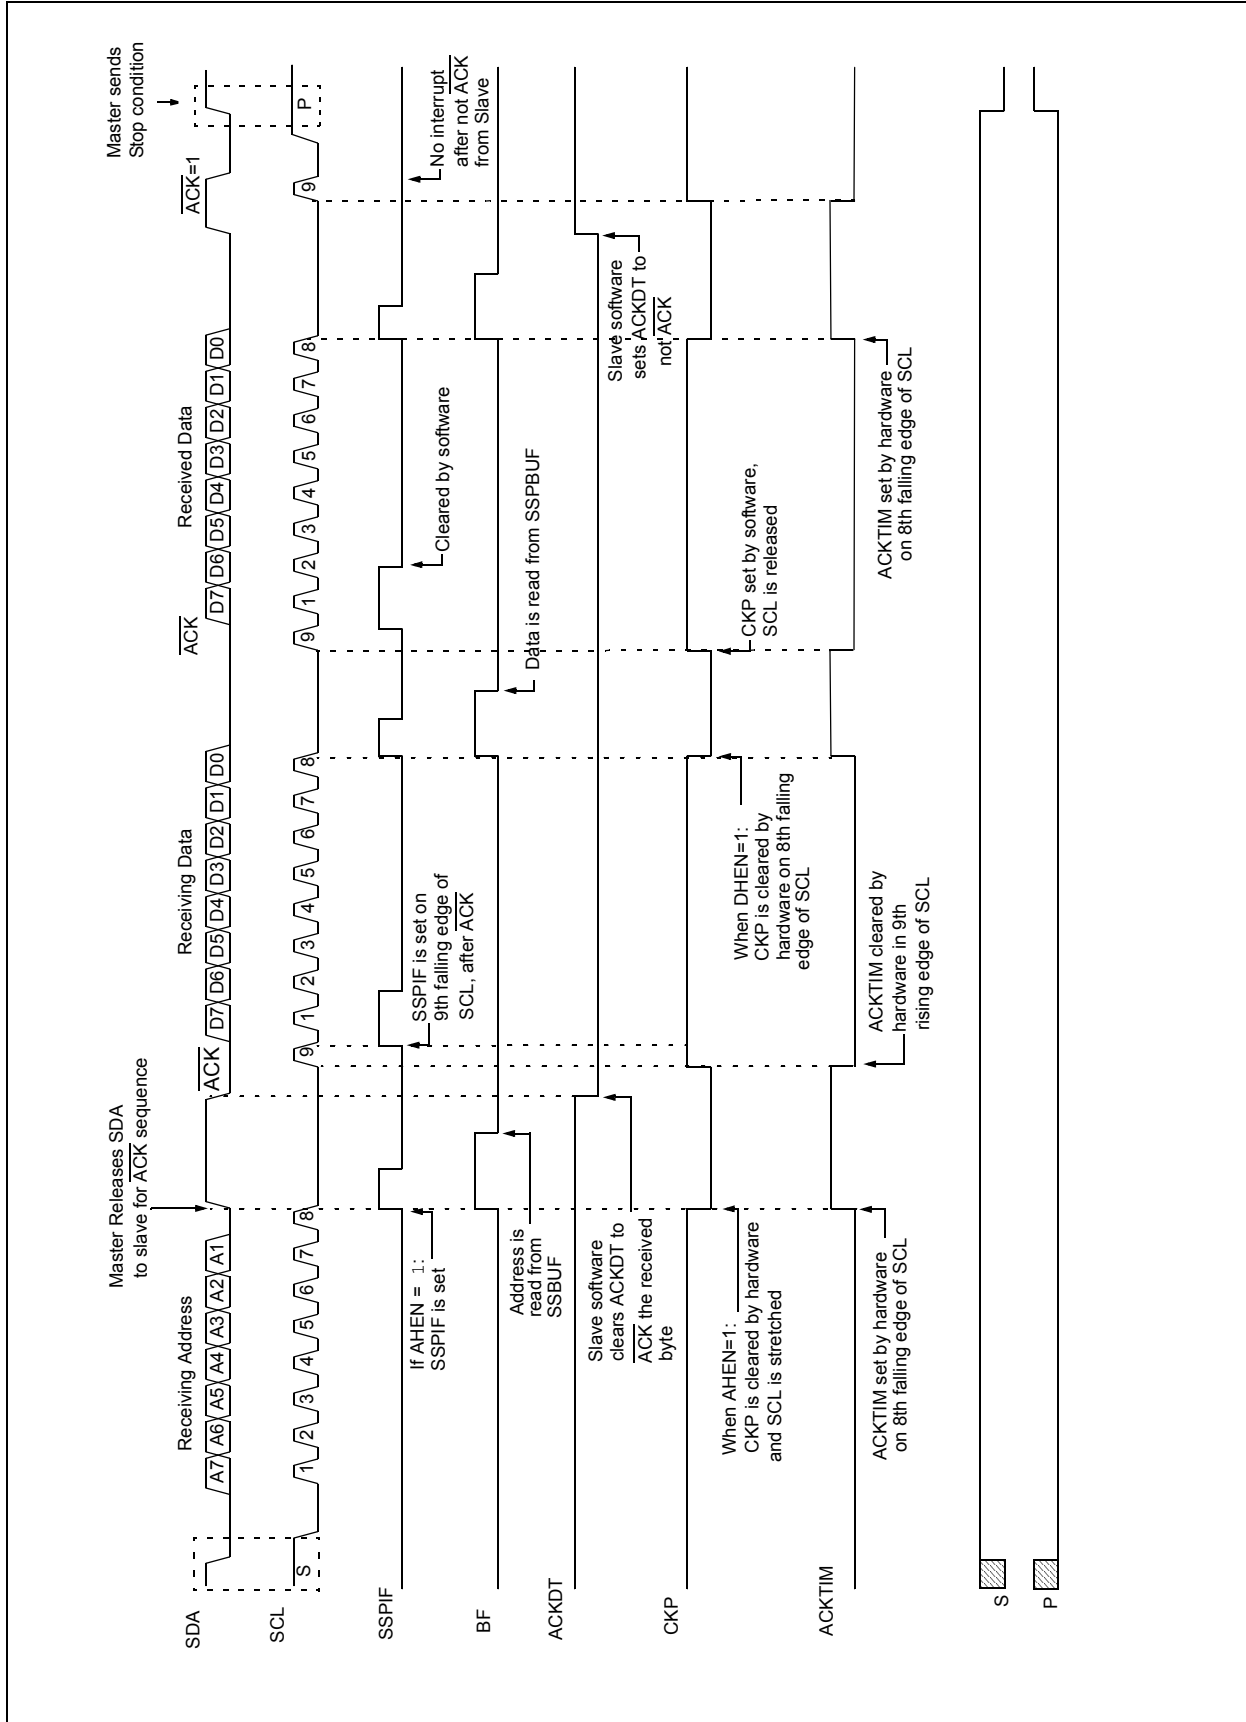 Master Releases SDA
to slave for ACK sequence
Master sends
Stop condition
Receiving Address
Receiving Data
Received Data
ACK
ACK
ACK=1
SDA
A7 A6 A5 A4 A3 A2 A1
D7 D6 D5 D4 D3 D2 D1 D0
D7 D6 D5 D4 D3 D2 D1 D0
SCL
S 1 2 3 4 5 6 7 8 9 1 2 3 4 5 6 7 8 9 1 2 3 4 5 6 7 8 9 P
SSPIF
If AHEN = 1:
SSPIF is set
SSPIF is set on
9th falling edge of
SCL, after ACK
Cleared by software
No interrupt
after not ACK
from Slave
BF
Address is
read from
SSBUF
Data is read from SSPBUF
ACKDT
Slave software
clears ACKDT to
ACK the received
byte
Slave software
sets ACKDT to
not ACK
CKP
When AHEN=1:
CKP is cleared by hardware
and SCL is stretched
When DHEN=1:
CKP is cleared by
hardware on 8th falling
edge of SCL
CKP set by software,
SCL is released
ACKTIM
ACKTIM set by hardware
on 8th falling edge of SCL
ACKTIM cleared by
hardware in 9th
rising edge of SCL
ACKTIM set by hardware
on 8th falling edge of SCL
S
P